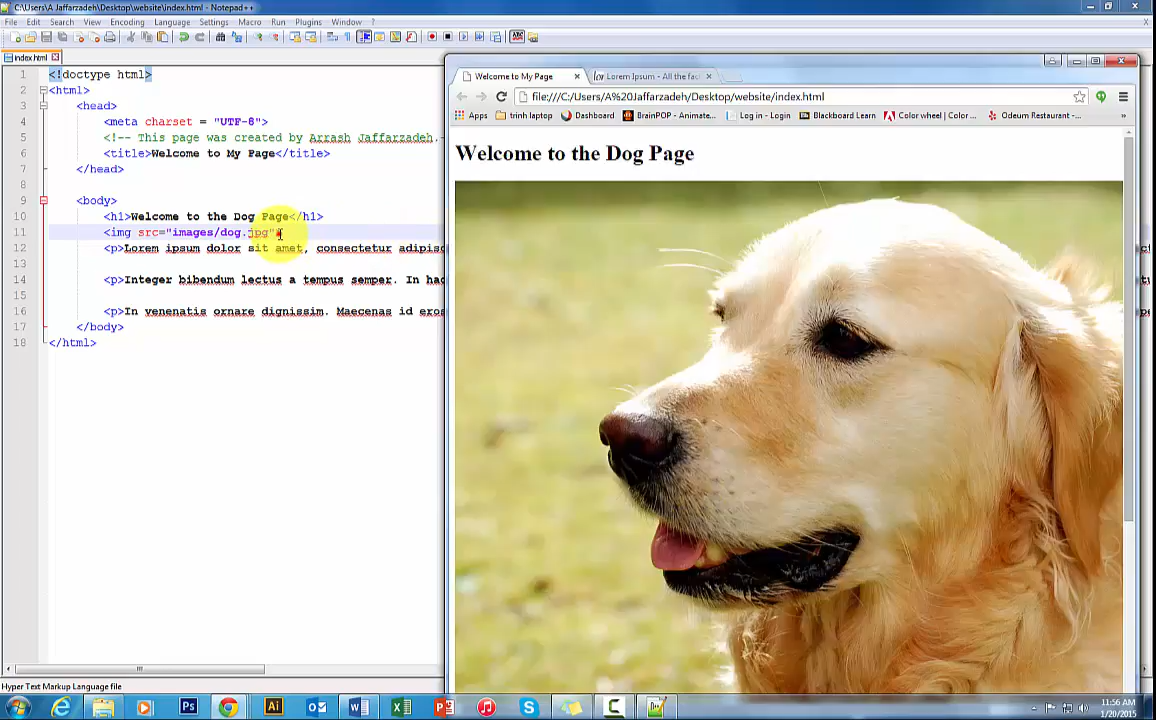 C:\Users\A Jaffarzadeh\Desktop\website\index.html - Notepad++
File Edit Search View Encoding Language Settings Macro Run Plugins Window ?
index.html
1 <!doctype html>
2 <html>
3 <head>
4 <meta charset = "UTF-8">
5 <!-- This page was created by Arrash Jaffarzadeh.
6 <title>Welcome to My Page</title>
7 </head>
8
9 <body>
10 <h1>Welcome to the Dog Page</h1>
11 <img src="images/dog.jpg"
12 <p>Lorem ipsum dolor sit amet, consectetur adipisc
13
14 <p>Integer bibendum lectus a tempus semper. In hac
15
16 <p>In venenatis ornare dignissim. Maecenas id eros
17 </body>
18 </html>
Hyper Text Markup Language file
Welcome to My Page
Lorem Ipsum - All the fac
file:///C:/Users/A%20Jaffarzadeh/Desktop/website/index.html
Apps trinh laptop Dashboard BrainPOP - Animate... Log in - Login Blackboard Learn Color wheel | Color ... Odeum Restaurant -... »
Welcome to the Dog Page
11:56 AM
1/20/2015